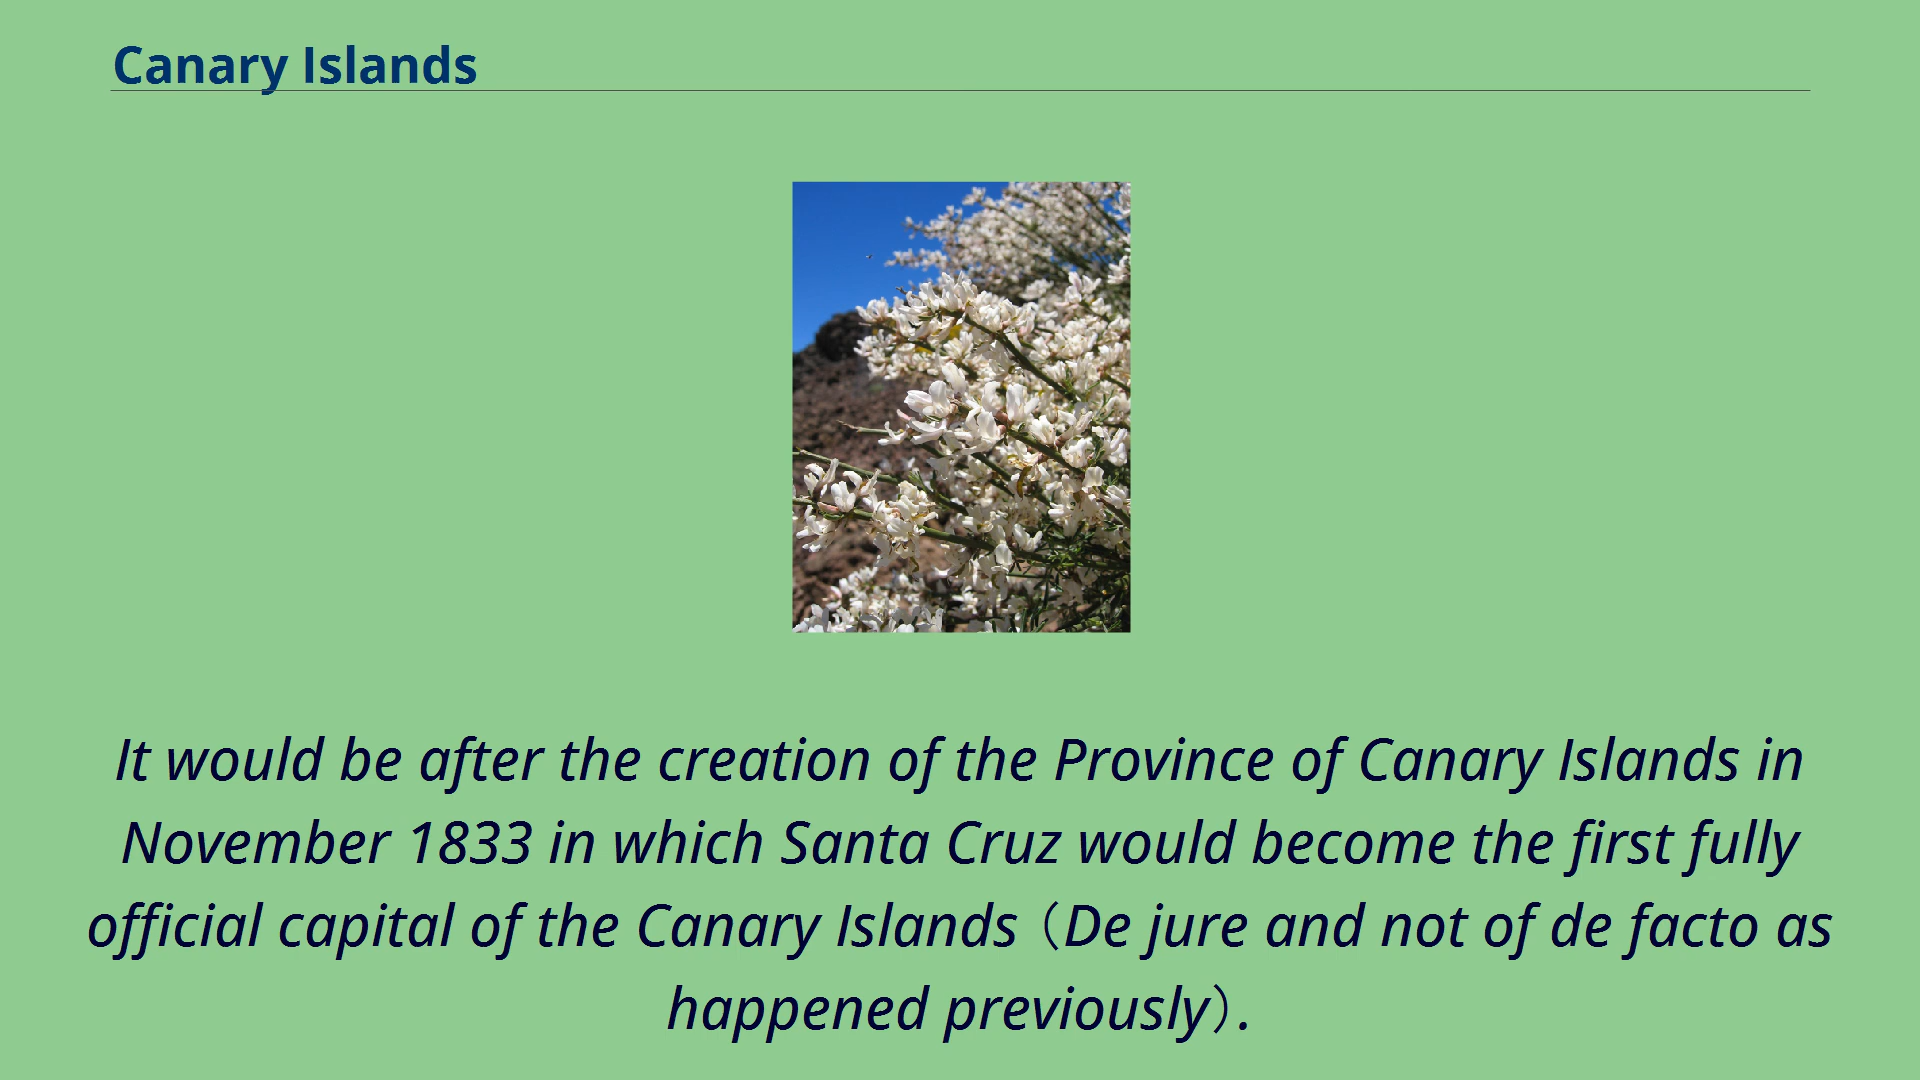 Canary Islands
It would be after the creation of the Province of Canary Islands in
November 1833 in which Santa Cruz would become the first fully
official capital of the Canary Islands（De jure and not of de facto as
happened previously）.